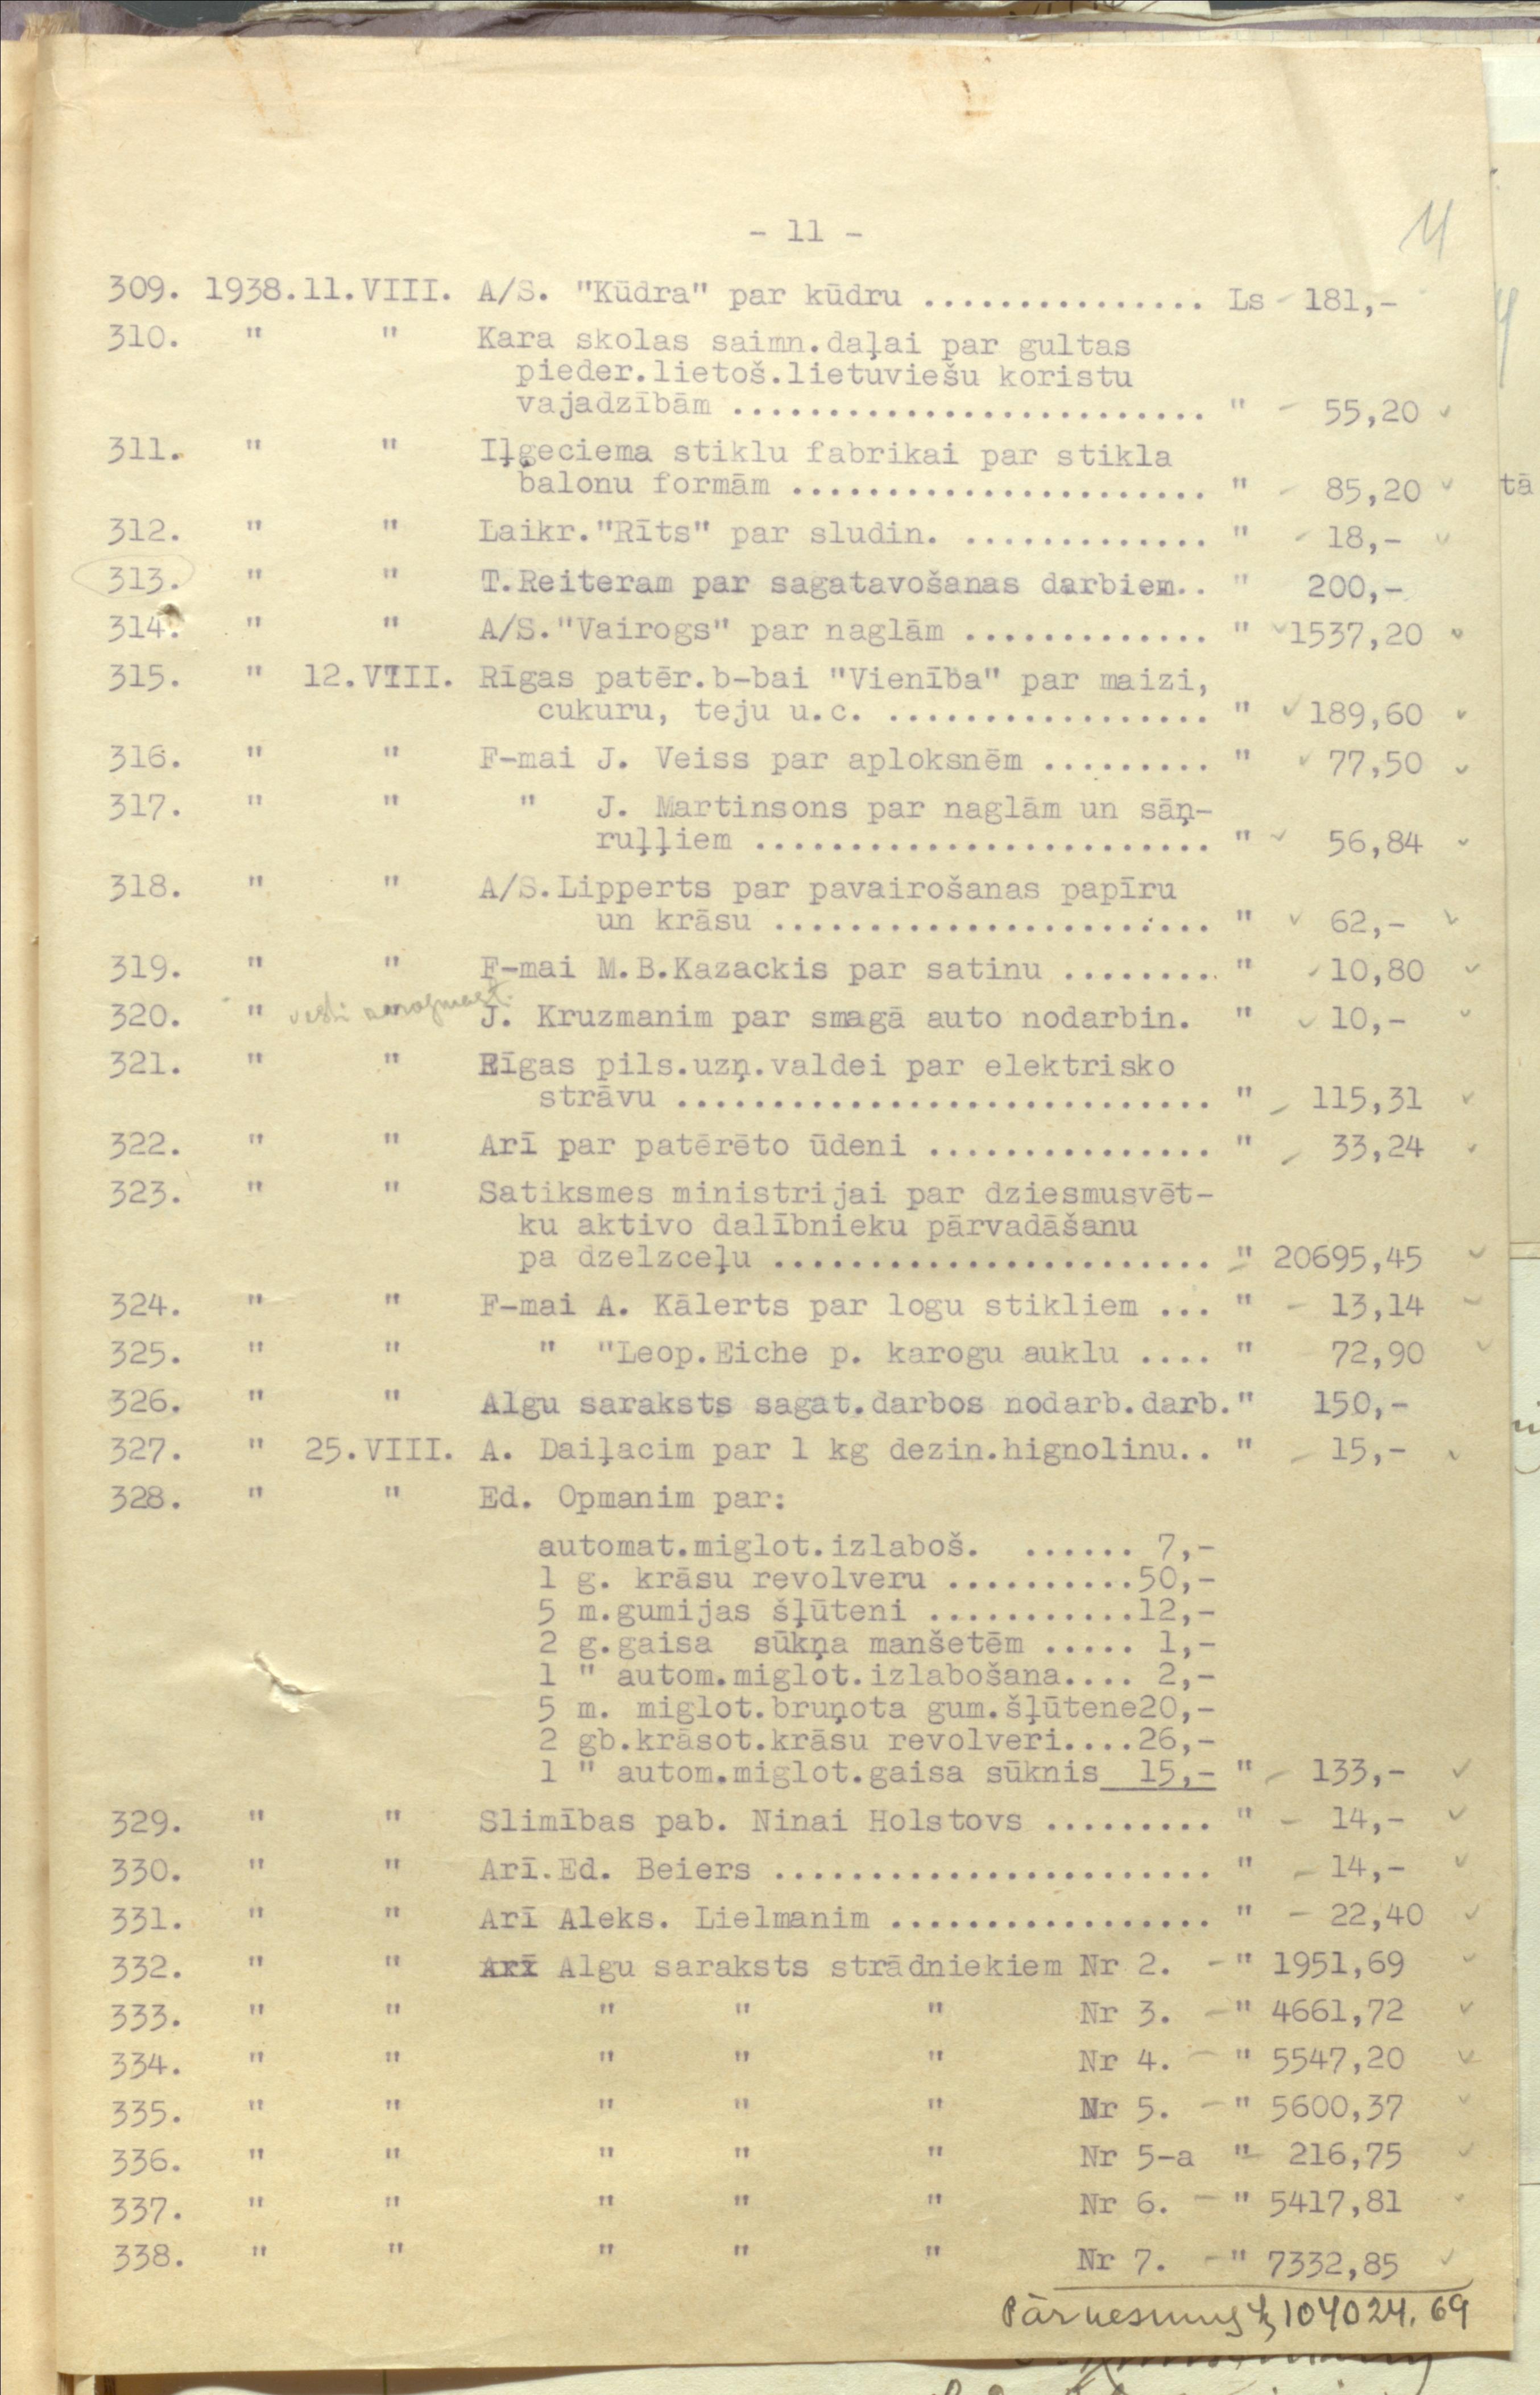 - 11 -
11
309. 1938.11.VIII. A/S. "Kūdra" par kūdru ............... Ls - 181,-
310. " " Kara skolas saimn.daļai par gultas
pieder.lietoš.lietuviešu koristu
vajadzībām ......................... " - 55,20
311. " " Iļģeciema stiklu fabrikai par stikla
balonu formām ...................... " - 85,20
312. " " Laikr."Rīts" par sludin. ............. " - 18,-
313. " " T.Reiteram par sagatavošanas darbiem.. " 200,-
314. " " A/S."Vairogs" par naglām ............. " 1537,20
315. " 12.VIII. Rīgas patēr.b-bai "Vienība" par maizi,
cukuru, teju u.c. ................. " 189,60
316. " " F-mai J. Veiss par aploksnēm ......... " 77,50
317. " " " J. Martinsons par naglām un sāņ-
ruļļiem ........................ " 56,84
318. " " A/S.Lipperts par pavairošanas papīru
un krāsu ....................... " 62,-
319. " " F-mai M.B.Kazackis par satinu ........ " 10,80
320. " " J. Kruzmanim par smagā auto nodarbin. " 10,-
321. " " Rīgas pils.uzņ.valdei par elektrisko
strāvu ............................ " 115,31
322. " " Arī par patērēto ūdeni ............... " 33,24
323. " " Satiksmes ministrijai par dziesmusvēt-
ku aktivo dalībnieku pārvadāšanu
pa dzelzceļu ....................... " 20695,45
324. " " F-mai A. Kālerts par logu stikliem ... " - 13,14
325. " " " "Leop.Eiche p. karogu auklu .... " 72,90
326. " " Algu saraksts sagat.darbos nodarb.darb." 150,-
327. " 25.VIII. A. Daiļacim par 1 kg dezin.hignolinu.. " - 15,-
328. " " Ed. Opmanim par:
automat.miglot.izlaboš. ...... 7,-
1 g. krāsu revolveru ..........50,-
5 m.gumijas šļūteni ...........12,-
2 g.gaisa sūkņa manšetēm ..... 1,-
1 " autom.miglot.izlabošana.... 2,-
5 m. miglot.bruņota gum.šļūtene20,-
2 gb.krāsot.krāsu revolveri....26,-
1 " autom.miglot.gaisa sūknis 15,- " - 133,-
329. " " Slimības pab. Ninai Holstovs ......... " - 14,-
330. " " Arī.Ed. Beiers ....................... " - 14,-
331. " " Arī Aleks. Lielmanim ................. " - 22,40
332. " " Arī Algu saraksts strādniekiem Nr 2. - " 1951,69
333. " " " " " Nr 3. - " 4661,72
334. " " " " " Nr 4. - " 5547,20
335. " " " " " Nr 5. - " 5600,37
336. " " " " " Nr 5-a " - 216,75
337. " " " " " Nr 6. - " 5417,81
338. " " " " " Nr 7. - " 7332,85
Pārnesums Ls 104024.69
tā